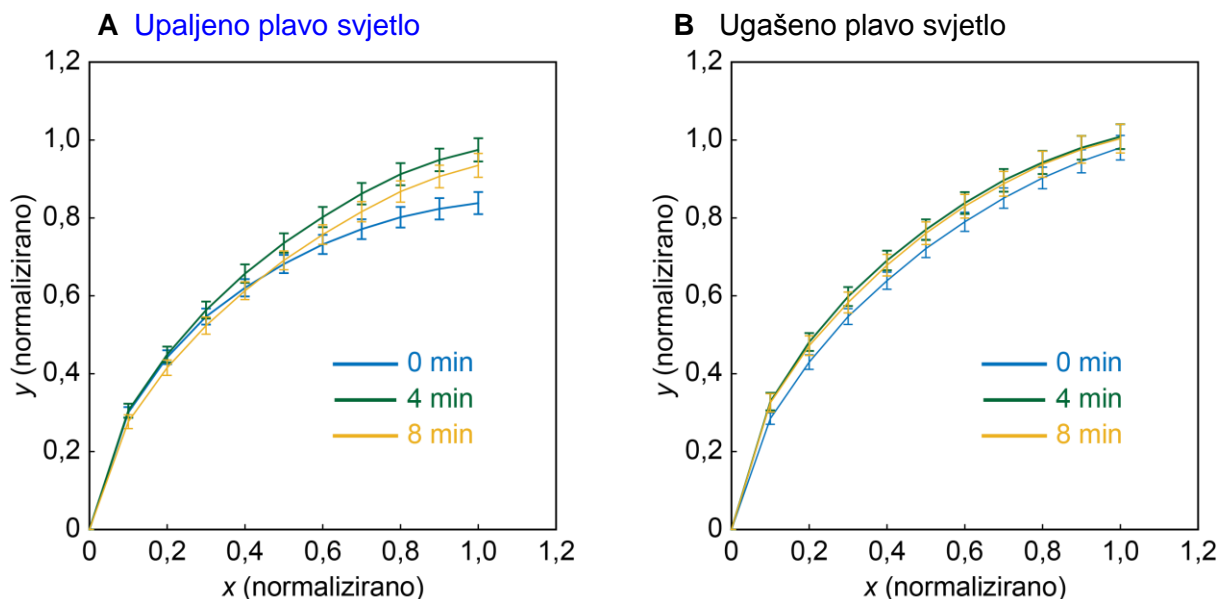 A Upaljeno plavo svjetlo
1,2
1,0
0,8
0,6
0,4
0,2
0
y (normalizirano)
0 min
4 min
8 min
0 0,2 0,4 0,6 0,8 1,0 1,2
x (normalizirano)
B Ugašeno plavo svjetlo
1,2
1,0
0,8
0,6
0,4
0,2
0
y (normalizirano)
0 min
4 min
8 min
0 0,2 0,4 0,6 0,8 1,0 1,2
x (normalizirano)